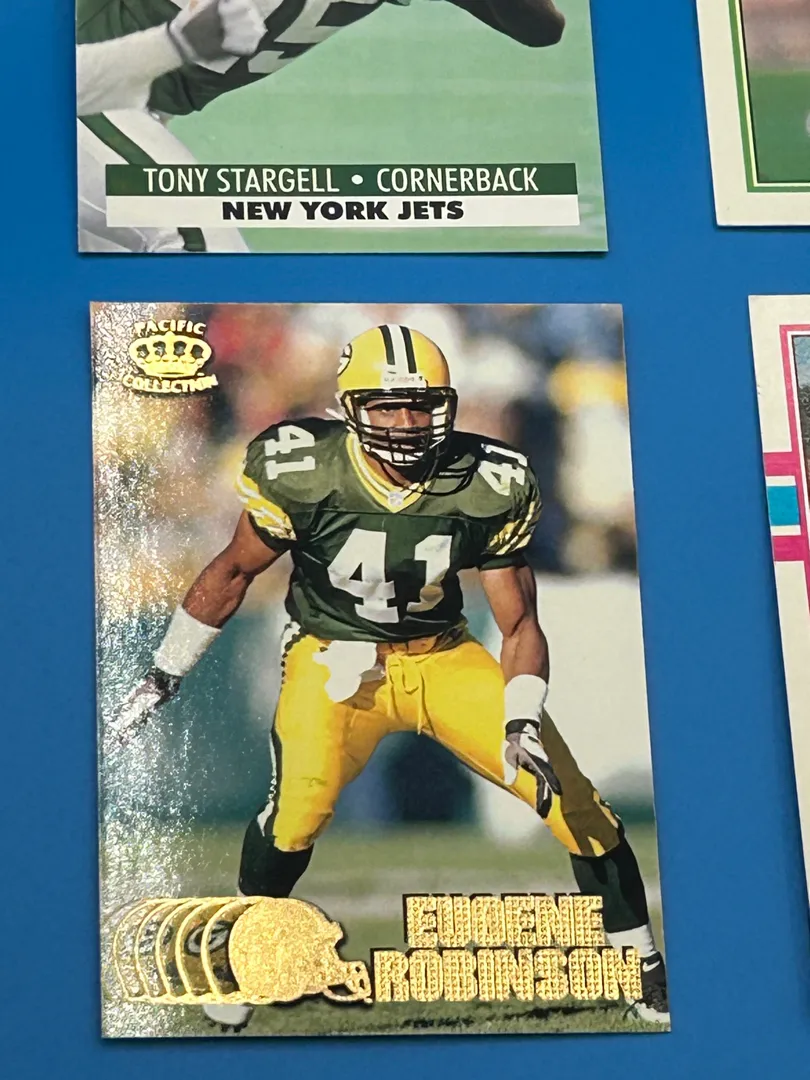 TONY STARGELL • CORNERBACK
NEW YORK JETS
PACIFIC
COLLECTION
41
41
41
EUGENE
ROBINSON